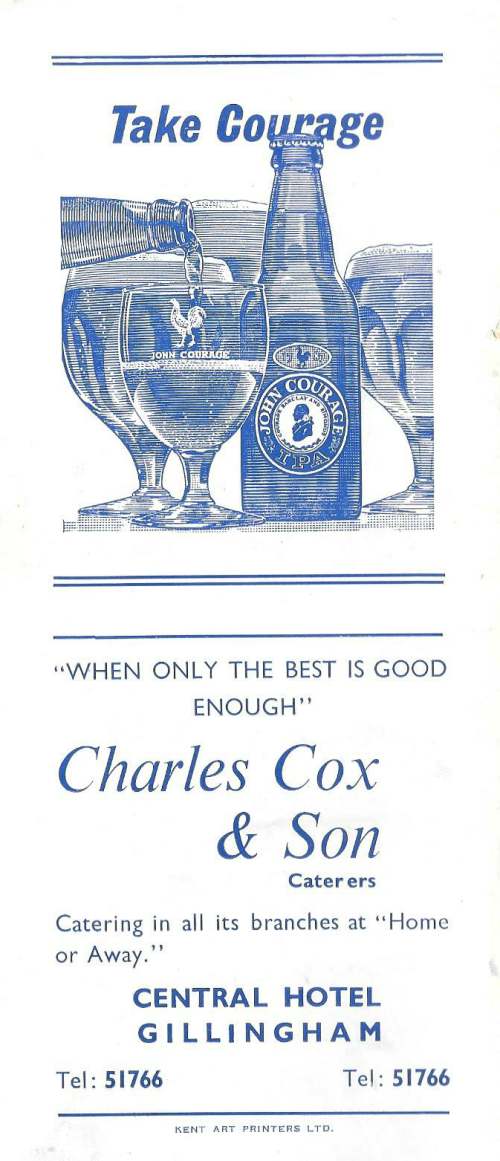 Take Courage
JOHN COURAGE
JOHN COURAGE
IPA
"WHEN ONLY THE BEST IS GOOD
ENOUGH"
Charles Cox
& Son
Caterers
Catering in all its branches at "Home
or Away."
CENTRAL HOTEL
GILLINGHAM
Tel: 51766 Tel: 51766
KENT ART PRINTERS LTD.